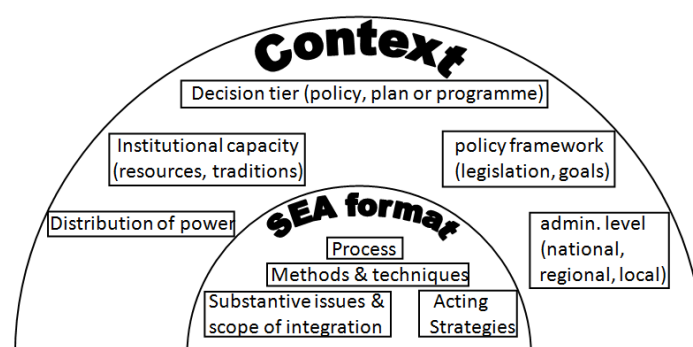 Context
Decision tier (policy, plan or programme)
Institutional capacity
(resources, traditions)
policy framework
(legislation, goals)
Distribution of power
admin. level
(national,
regional, local)
SEA format
Process
Methods & techniques
Substantive issues &
scope of integration
Acting
Strategies